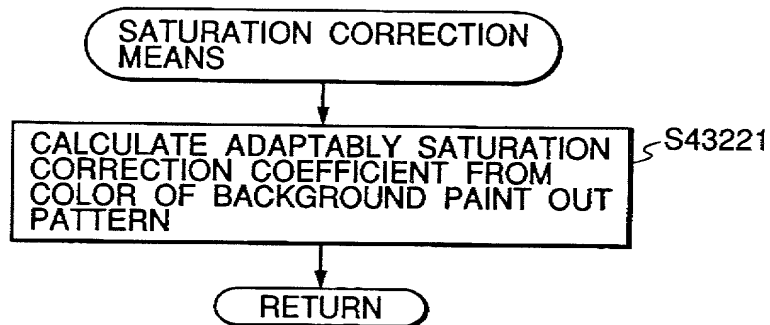 SATURATION CORRECTION
MEANS
CALCULATE ADAPTABLY SATURATION
CORRECTION COEFFICIENT FROM
COLOR OF BACKGROUND PAINT OUT
PATTERN
S43221
RETURN